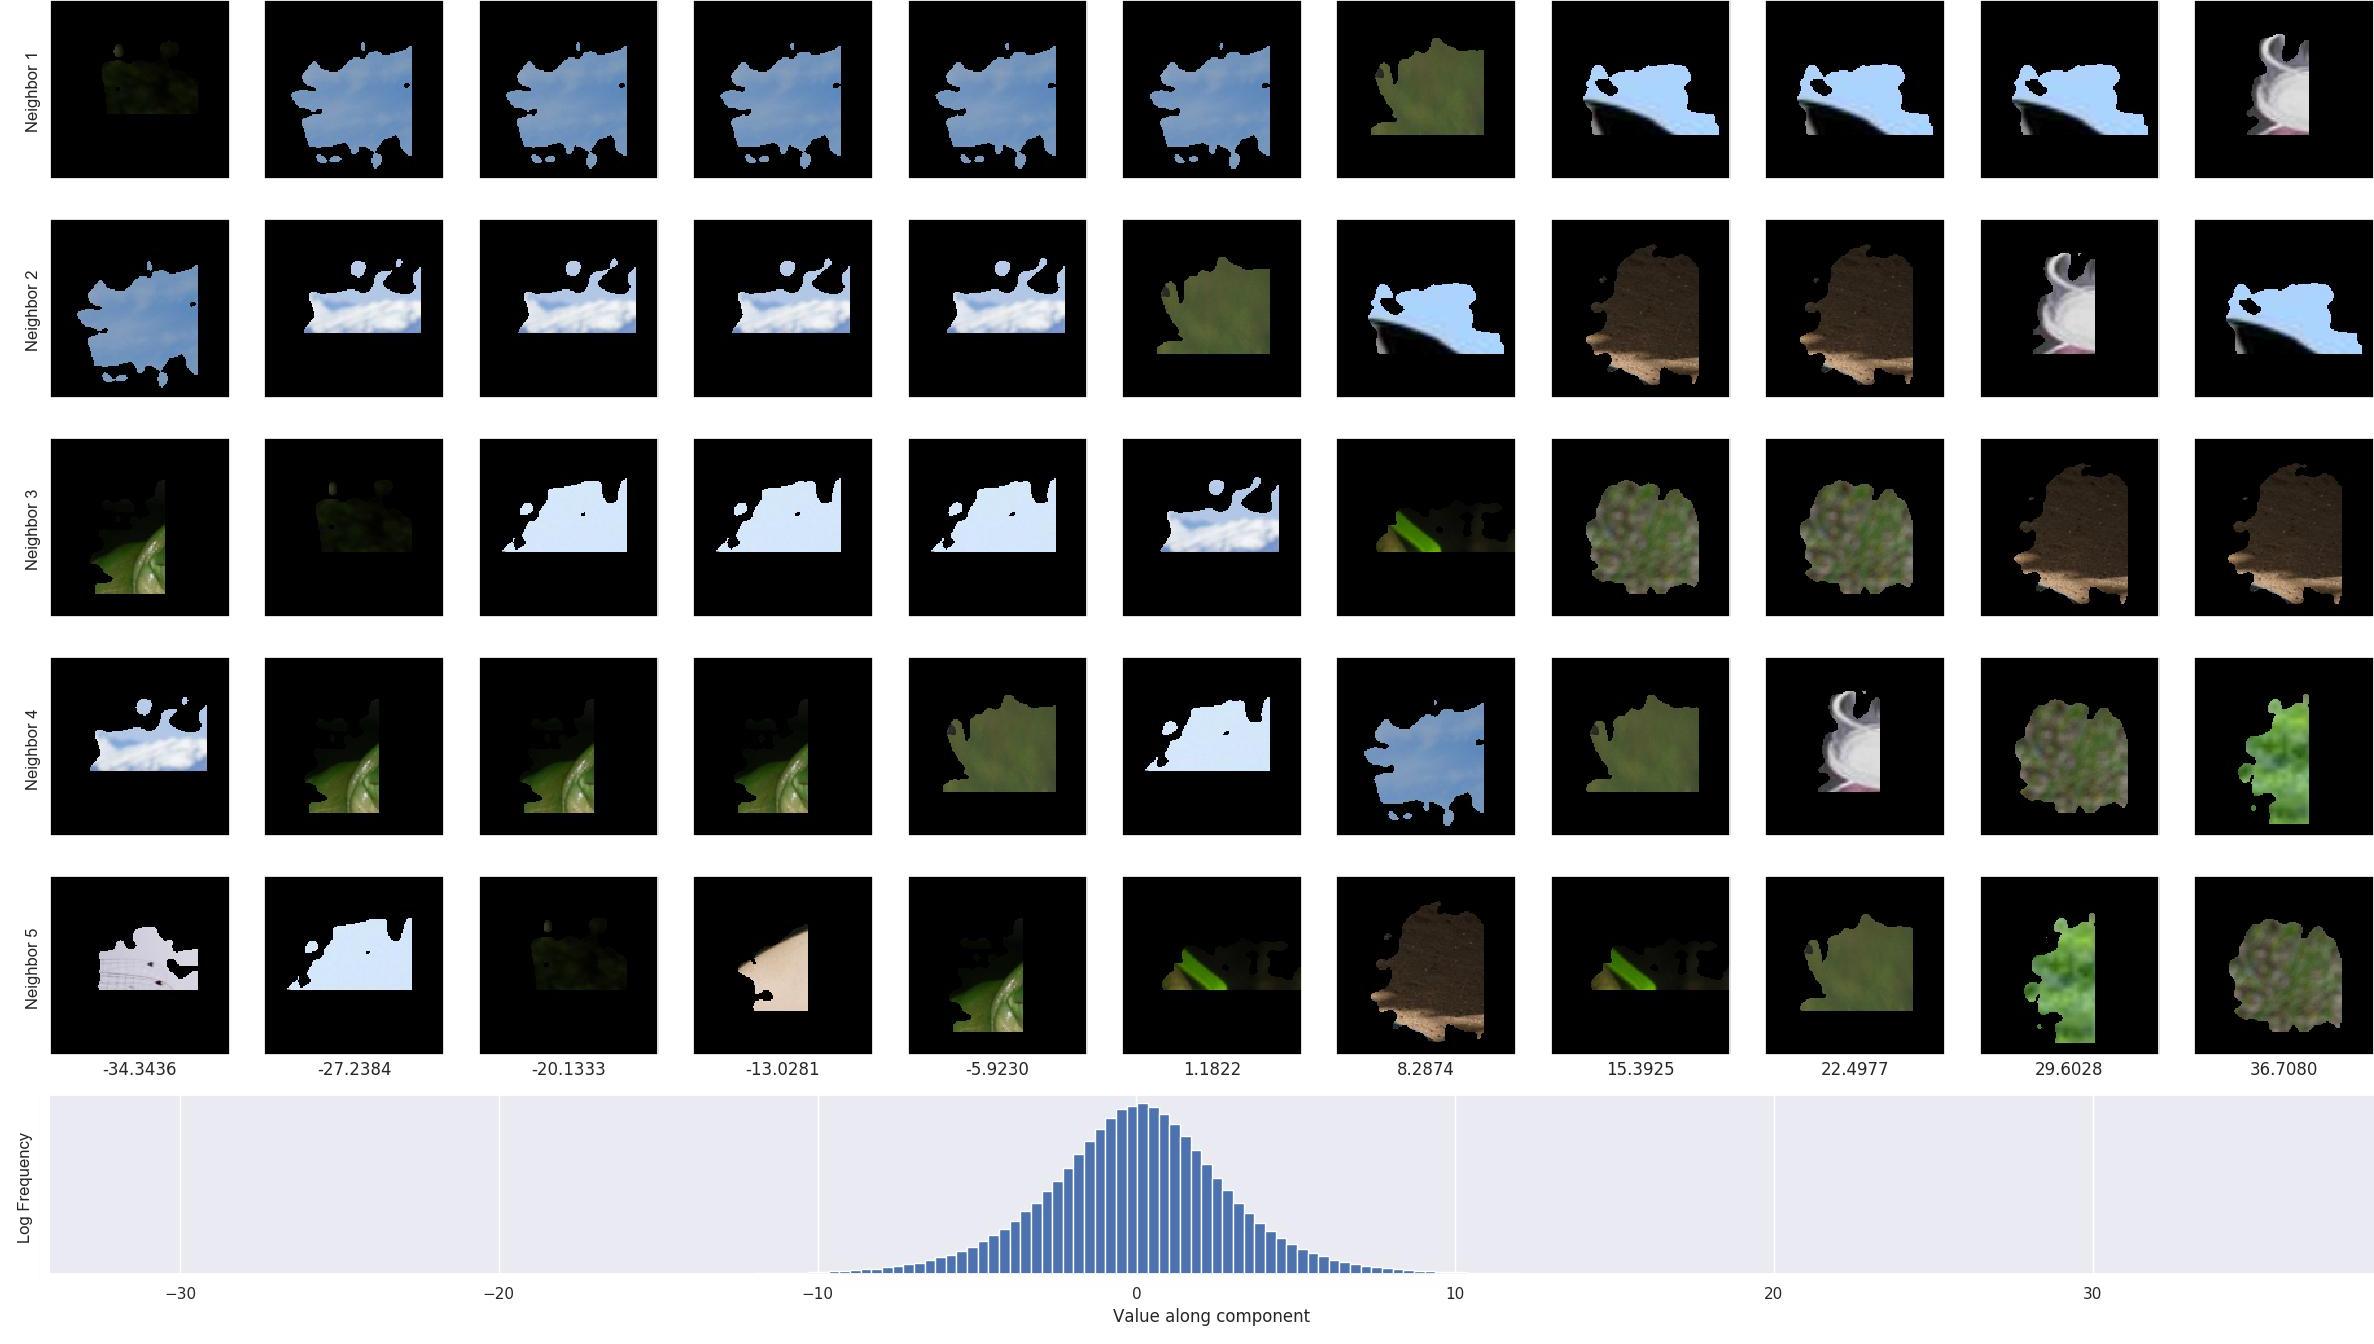 Neighbor 1
Neighbor 2
Neighbor 3
Neighbor 4
Neighbor 5
-34.3436 -27.2384 -20.1333 -13.0281 -5.9230 1.1822 8.2874 15.3925 22.4977 29.6028 36.7080
Log Frequency
−30 −20 −10 0 10 20 30
Value along component